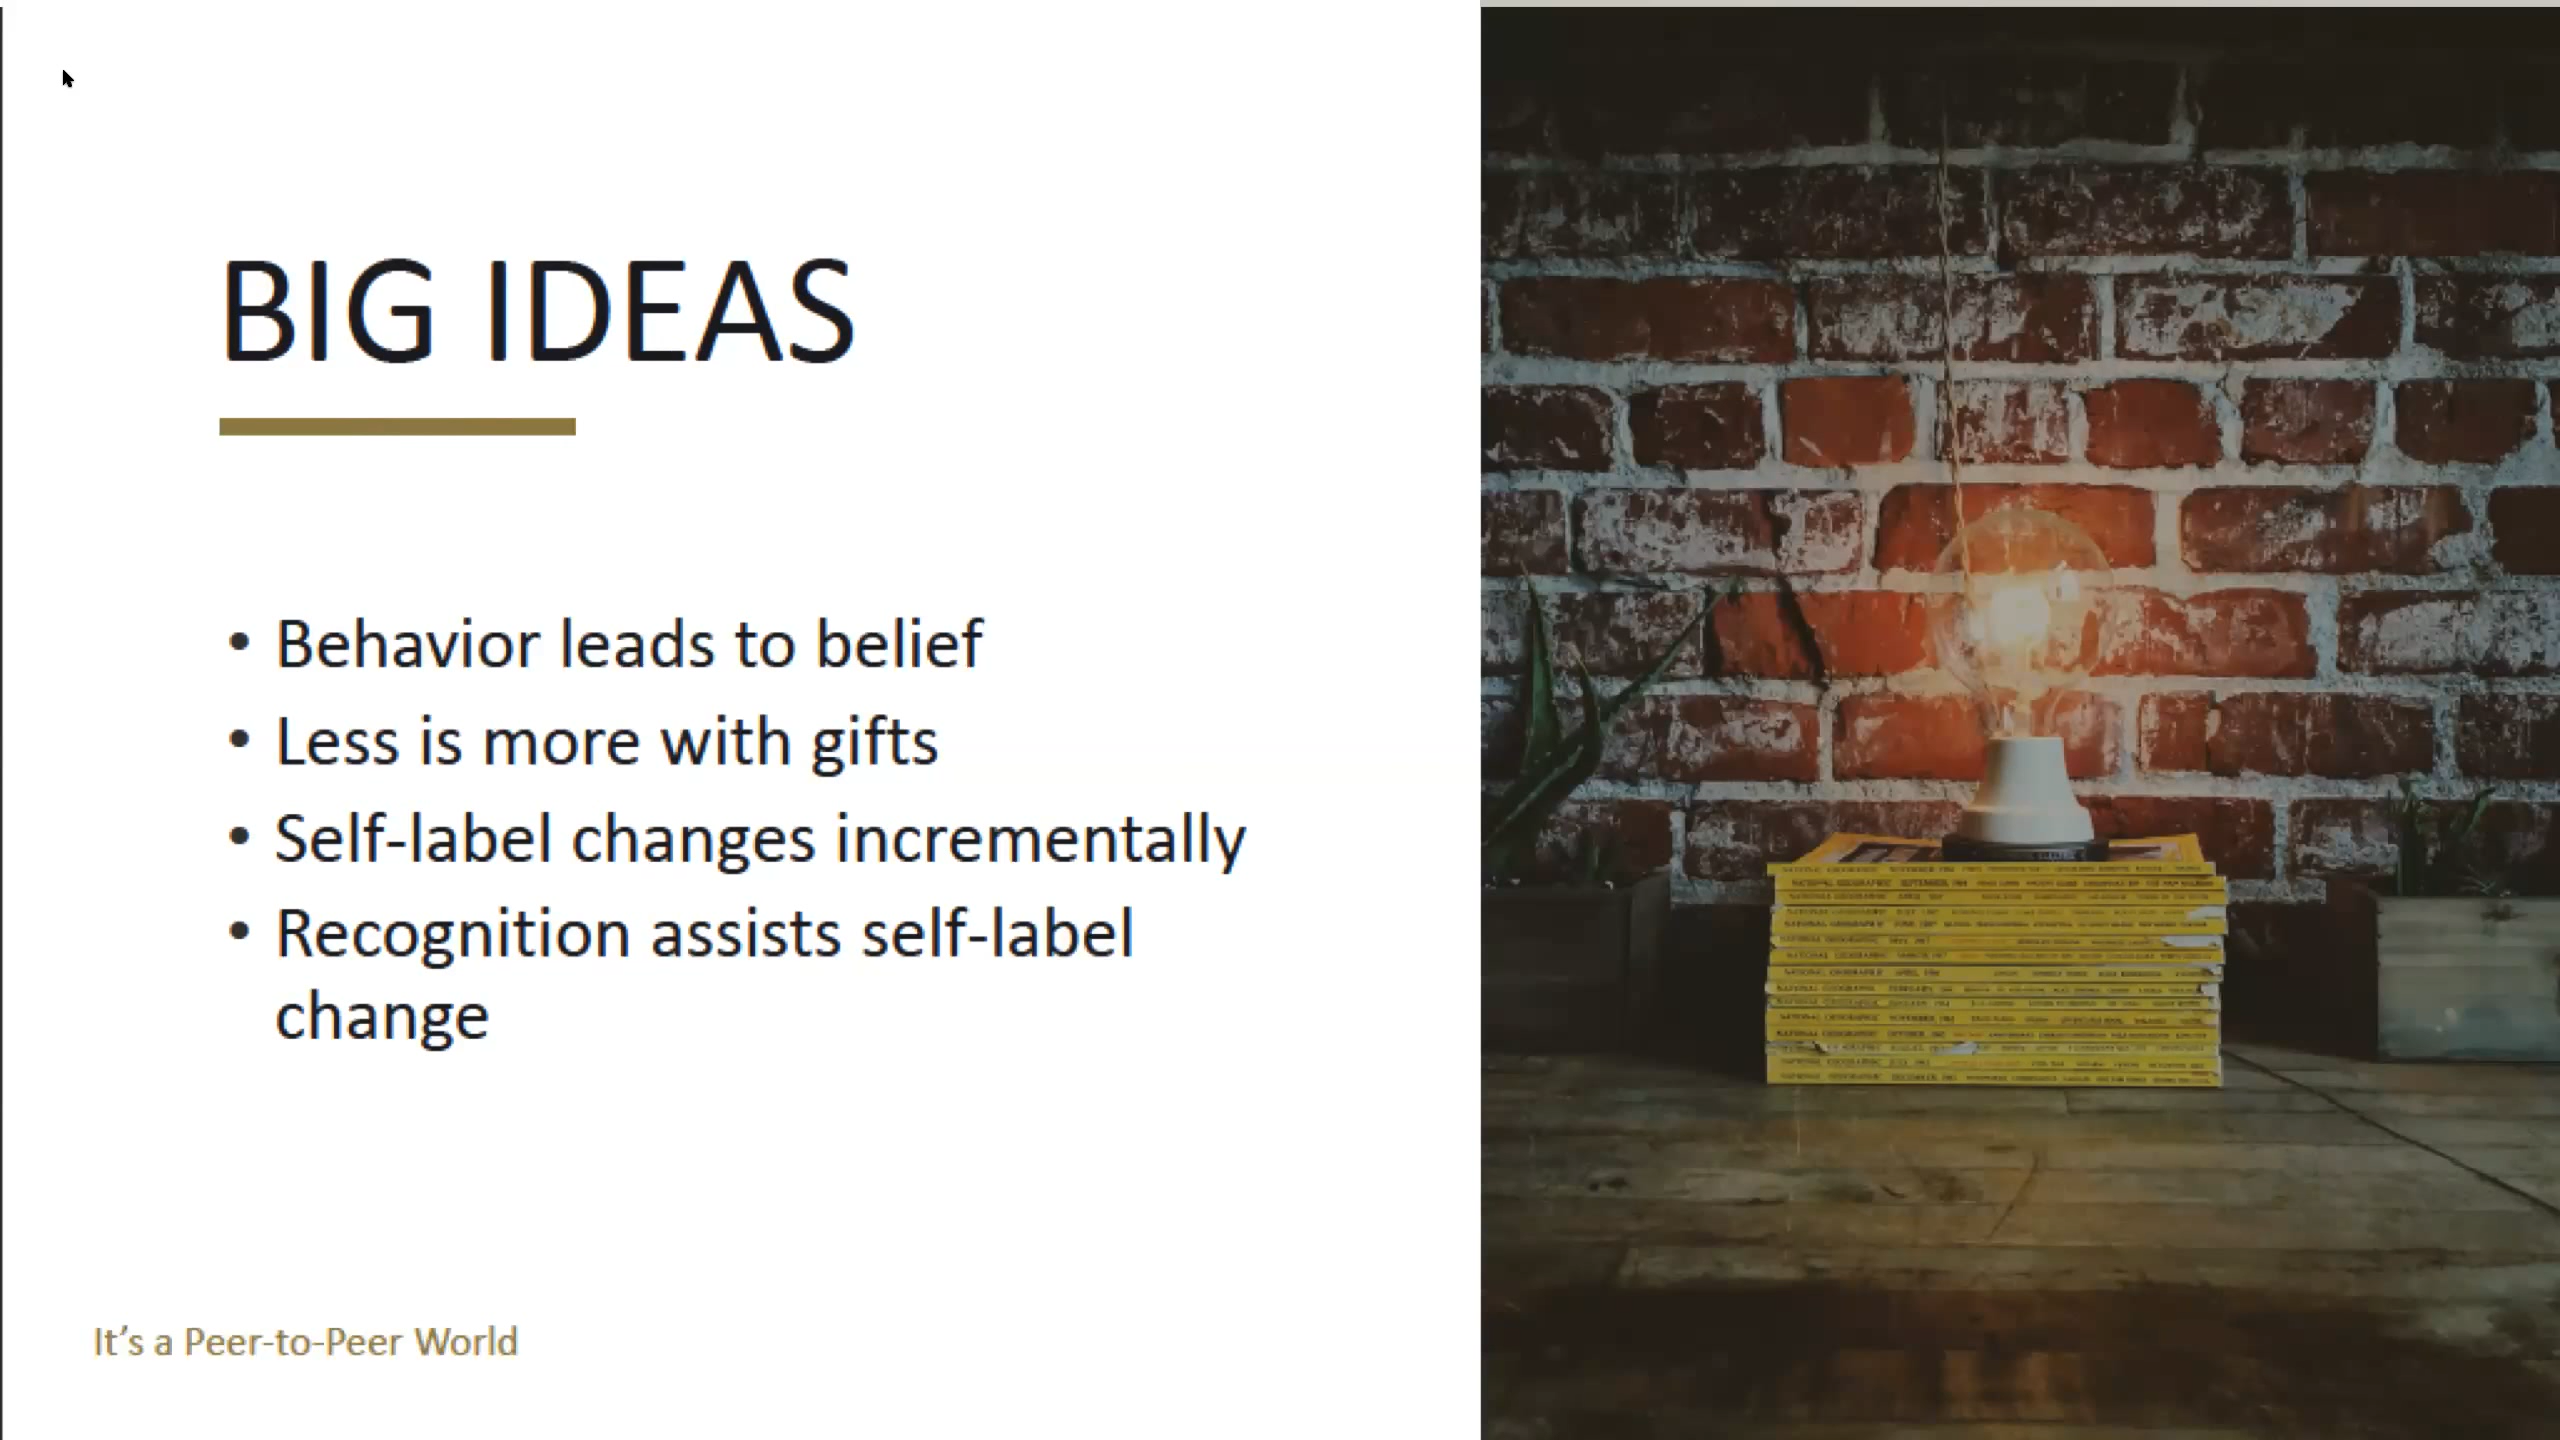 BIG IDEAS
• Behavior leads to belief
• Less is more with gifts
• Self-label changes incrementally
• Recognition assists self-label
change
It's a Peer-to-Peer World